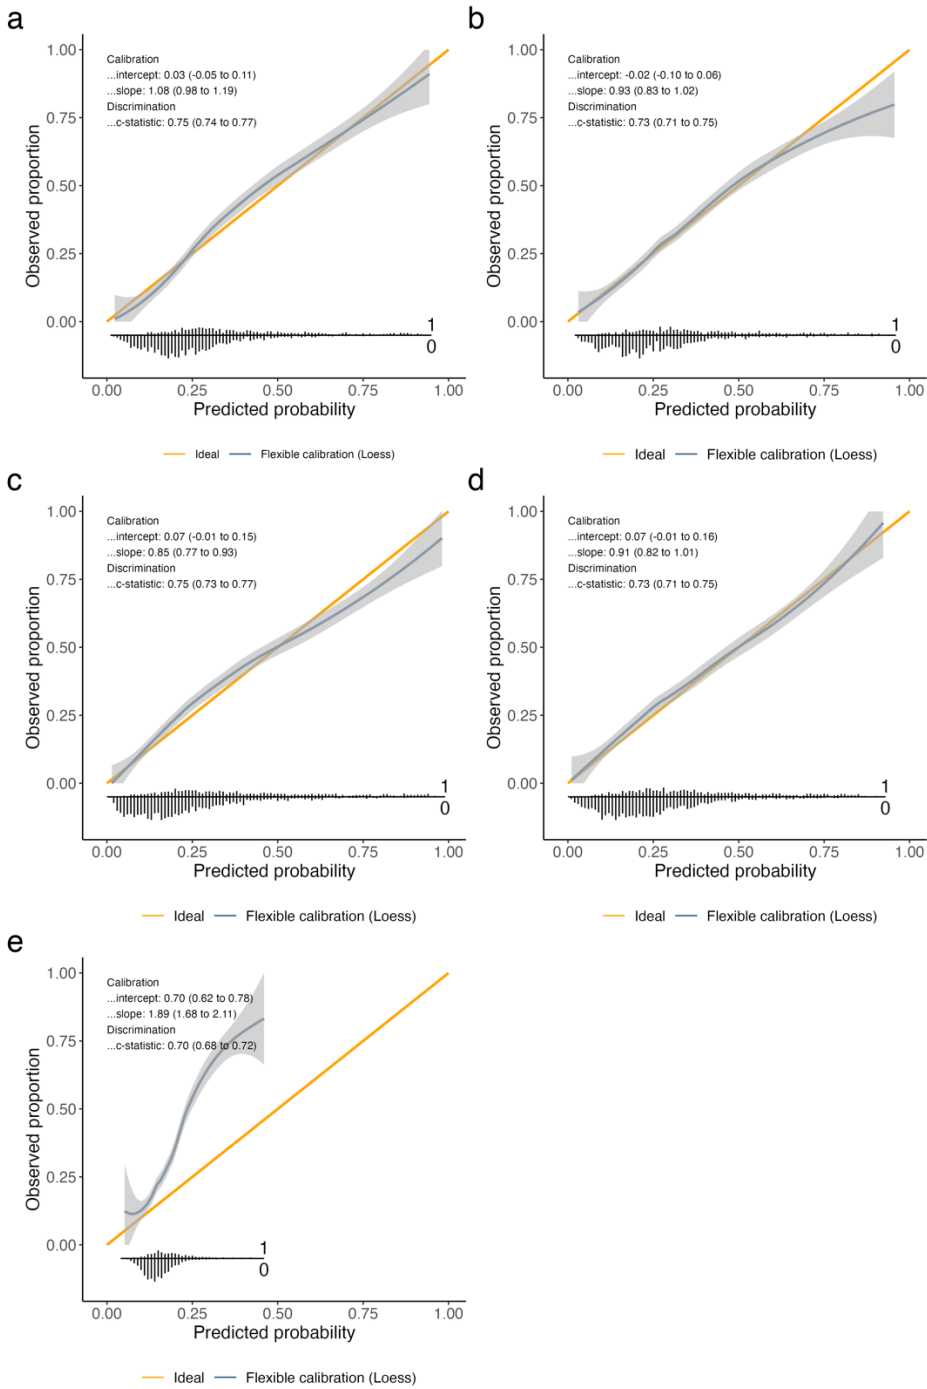 a
1.00
0.75
0.50
0.25
0.00
Observed proportion
Calibration
...intercept: 0.03 (-0.05 to 0.11)
...slope: 1.08 (0.98 to 1.19)
Discrimination
...c-statistic: 0.75 (0.74 to 0.77)
1
0
0.00 0.25 0.50 0.75 1.00
Predicted probability
Ideal Flexible calibration (Loess)
b
1.00
0.75
0.50
0.25
0.00
Observed proportion
Calibration
...intercept: -0.02 (-0.10 to 0.06)
...slope: 0.93 (0.83 to 1.02)
Discrimination
...c-statistic: 0.73 (0.71 to 0.75)
1
0
0.00 0.25 0.50 0.75 1.00
Predicted probability
Ideal Flexible calibration (Loess)
c
1.00
0.75
0.50
0.25
0.00
Observed proportion
Calibration
...intercept: 0.07 (-0.01 to 0.15)
...slope: 0.85 (0.77 to 0.93)
Discrimination
...c-statistic: 0.75 (0.73 to 0.77)
1
0
0.00 0.25 0.50 0.75 1.00
Predicted probability
Ideal Flexible calibration (Loess)
d
1.00
0.75
0.50
0.25
0.00
Observed proportion
Calibration
...intercept: 0.07 (-0.01 to 0.16)
...slope: 0.91 (0.82 to 1.01)
Discrimination
...c-statistic: 0.73 (0.71 to 0.75)
1
0
0.00 0.25 0.50 0.75 1.00
Predicted probability
Ideal Flexible calibration (Loess)
e
1.00
0.75
0.50
0.25
0.00
Observed proportion
Calibration
...intercept: 0.70 (0.62 to 0.78)
...slope: 1.89 (1.68 to 2.11)
Discrimination
...c-statistic: 0.70 (0.68 to 0.72)
1
0
0.00 0.25 0.50 0.75 1.00
Predicted probability
Ideal Flexible calibration (Loess)